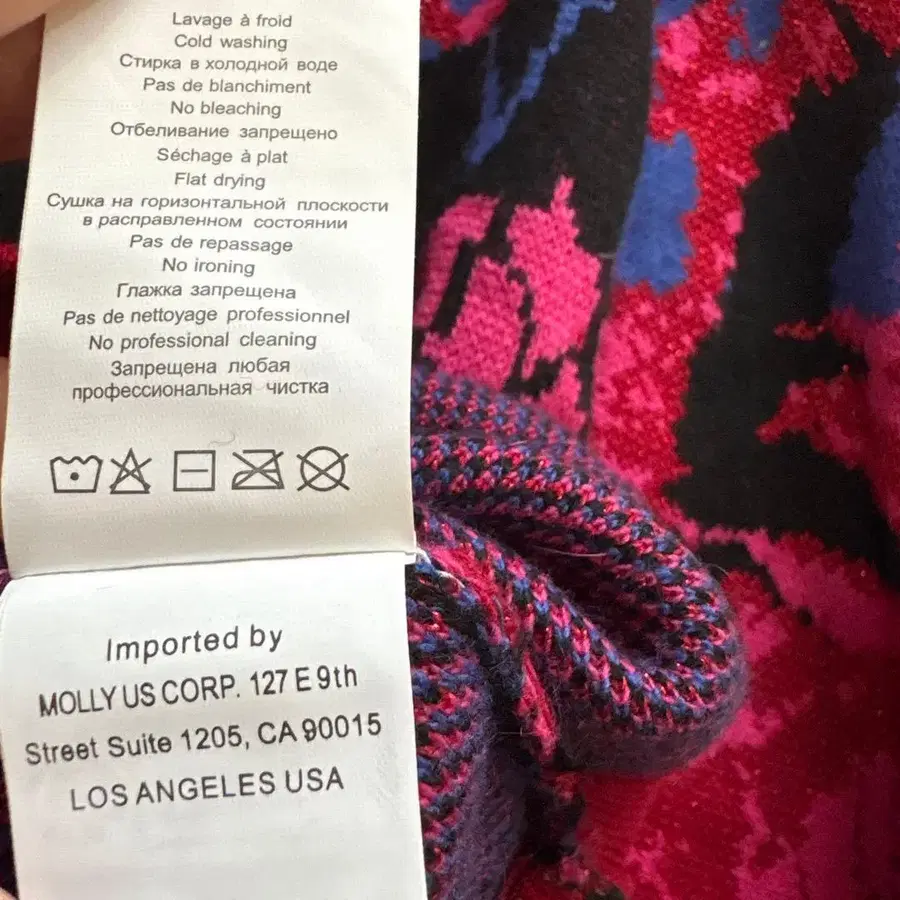 Lavage à froid
Cold washing
Стирка в холодной воде
Pas de blanchiment
No bleaching
Отбеливание запрещено
Séchage à plat
Flat drying
Сушка на горизонтальной плоскости
в расправленном состоянии
Pas de repassage
No ironing
Глажка запрещена
Pas de nettoyage professionnel
No professional cleaning
Запрещена любая
профессиональная чистка
Imported by
MOLLY US CORP. 127 E 9th
Street Suite 1205, CA 90015
LOS ANGELES USA